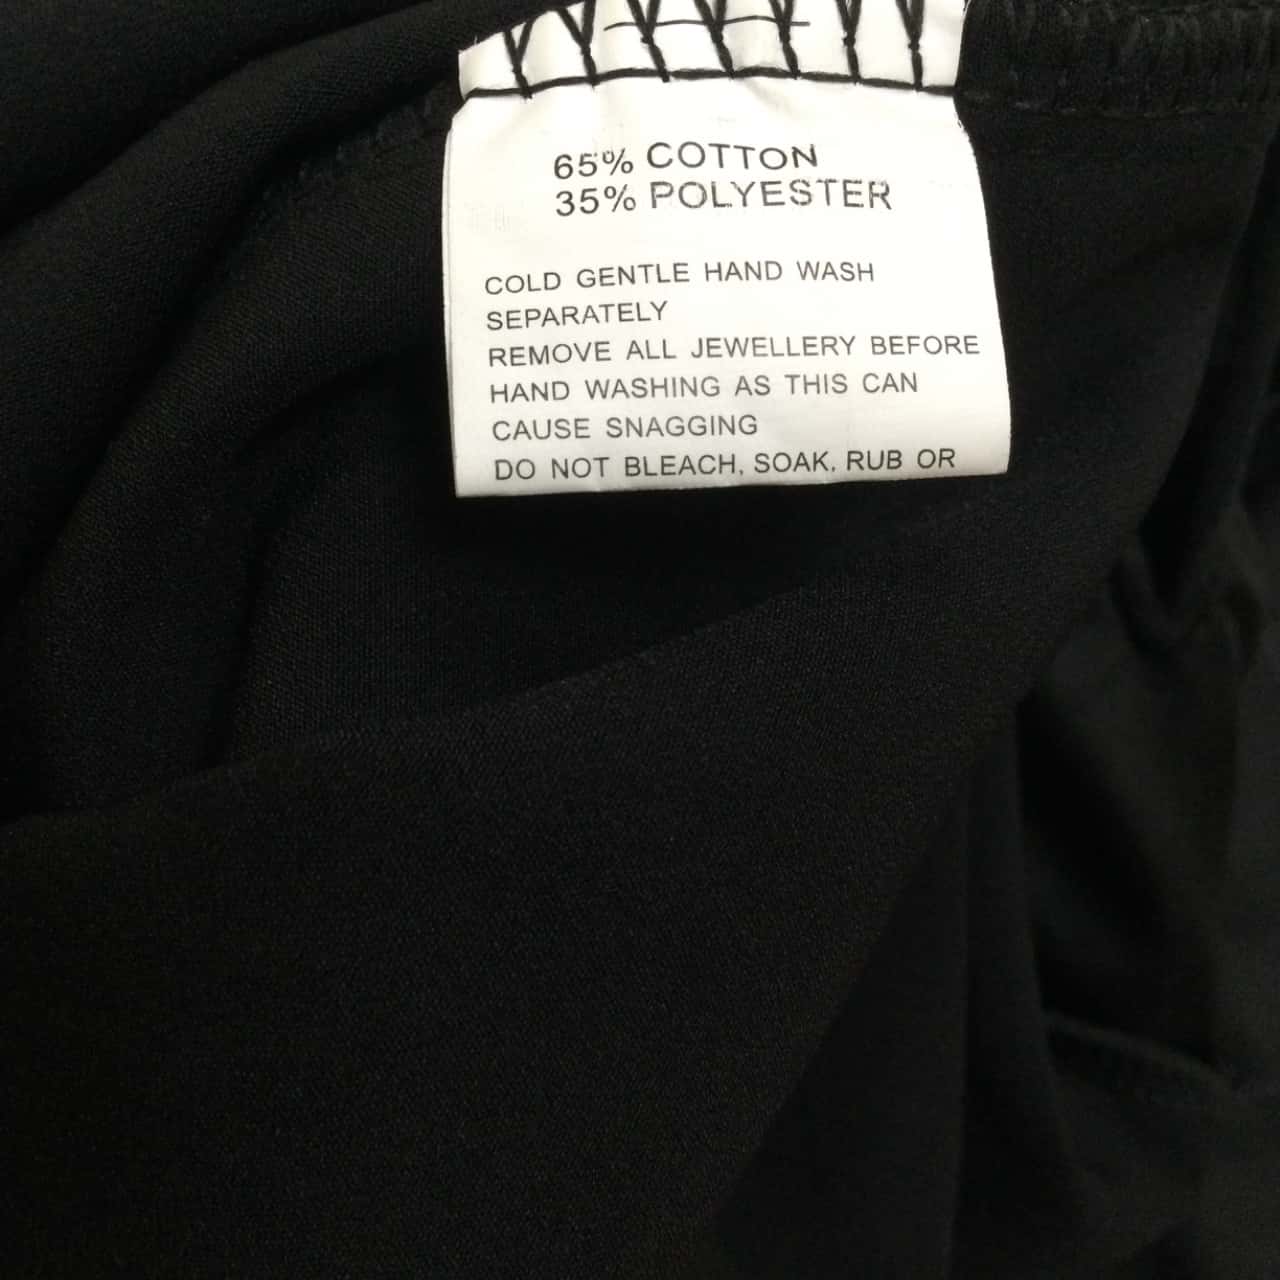 65% COTTON
35% POLYESTER
COLD GENTLE HAND WASH
SEPARATELY
REMOVE ALL JEWELLERY BEFORE
HAND WASHING AS THIS CAN
CAUSE SNAGGING
DO NOT BLEACH, SOAK, RUB OR